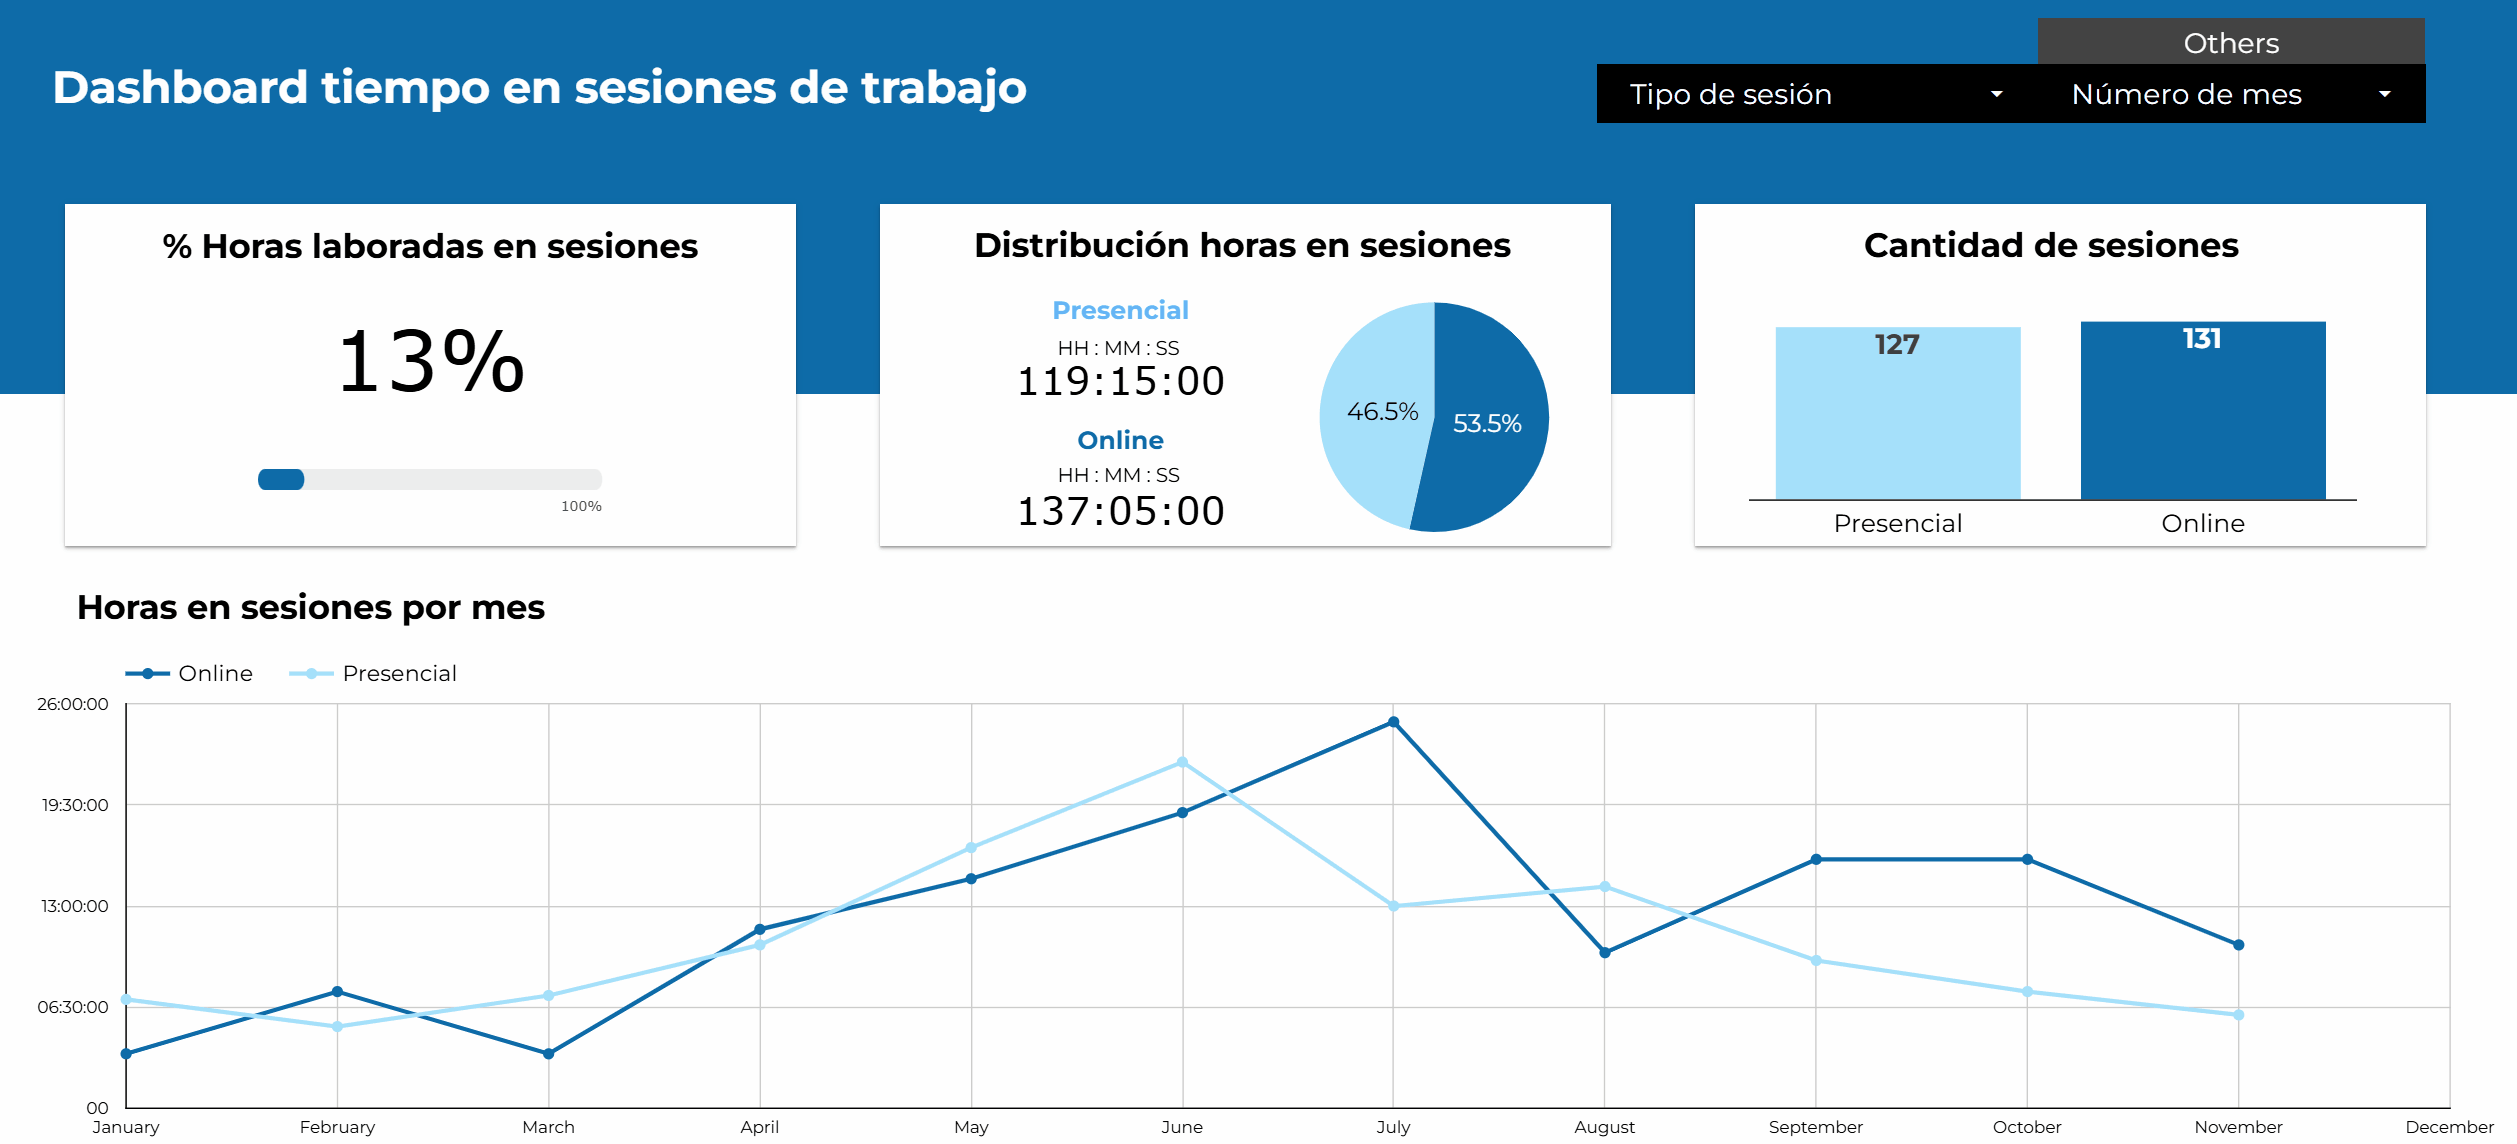 Others
Dashboard tiempo en sesiones de trabajo
Tipo de sesión
Número de mes
% Horas laboradas en sesiones
13%
100%
Distribución horas en sesiones
Presencial
HH : MM : SS
119:15:00
Online
HH : MM : SS
137:05:00
46.5%
53.5%
Cantidad de sesiones
127
131
Presencial
Online
Horas en sesiones por mes
Online
Presencial
26:00:00
19:30:00
13:00:00
06:30:00
00
January
February
March
April
May
June
July
August
September
October
November
December